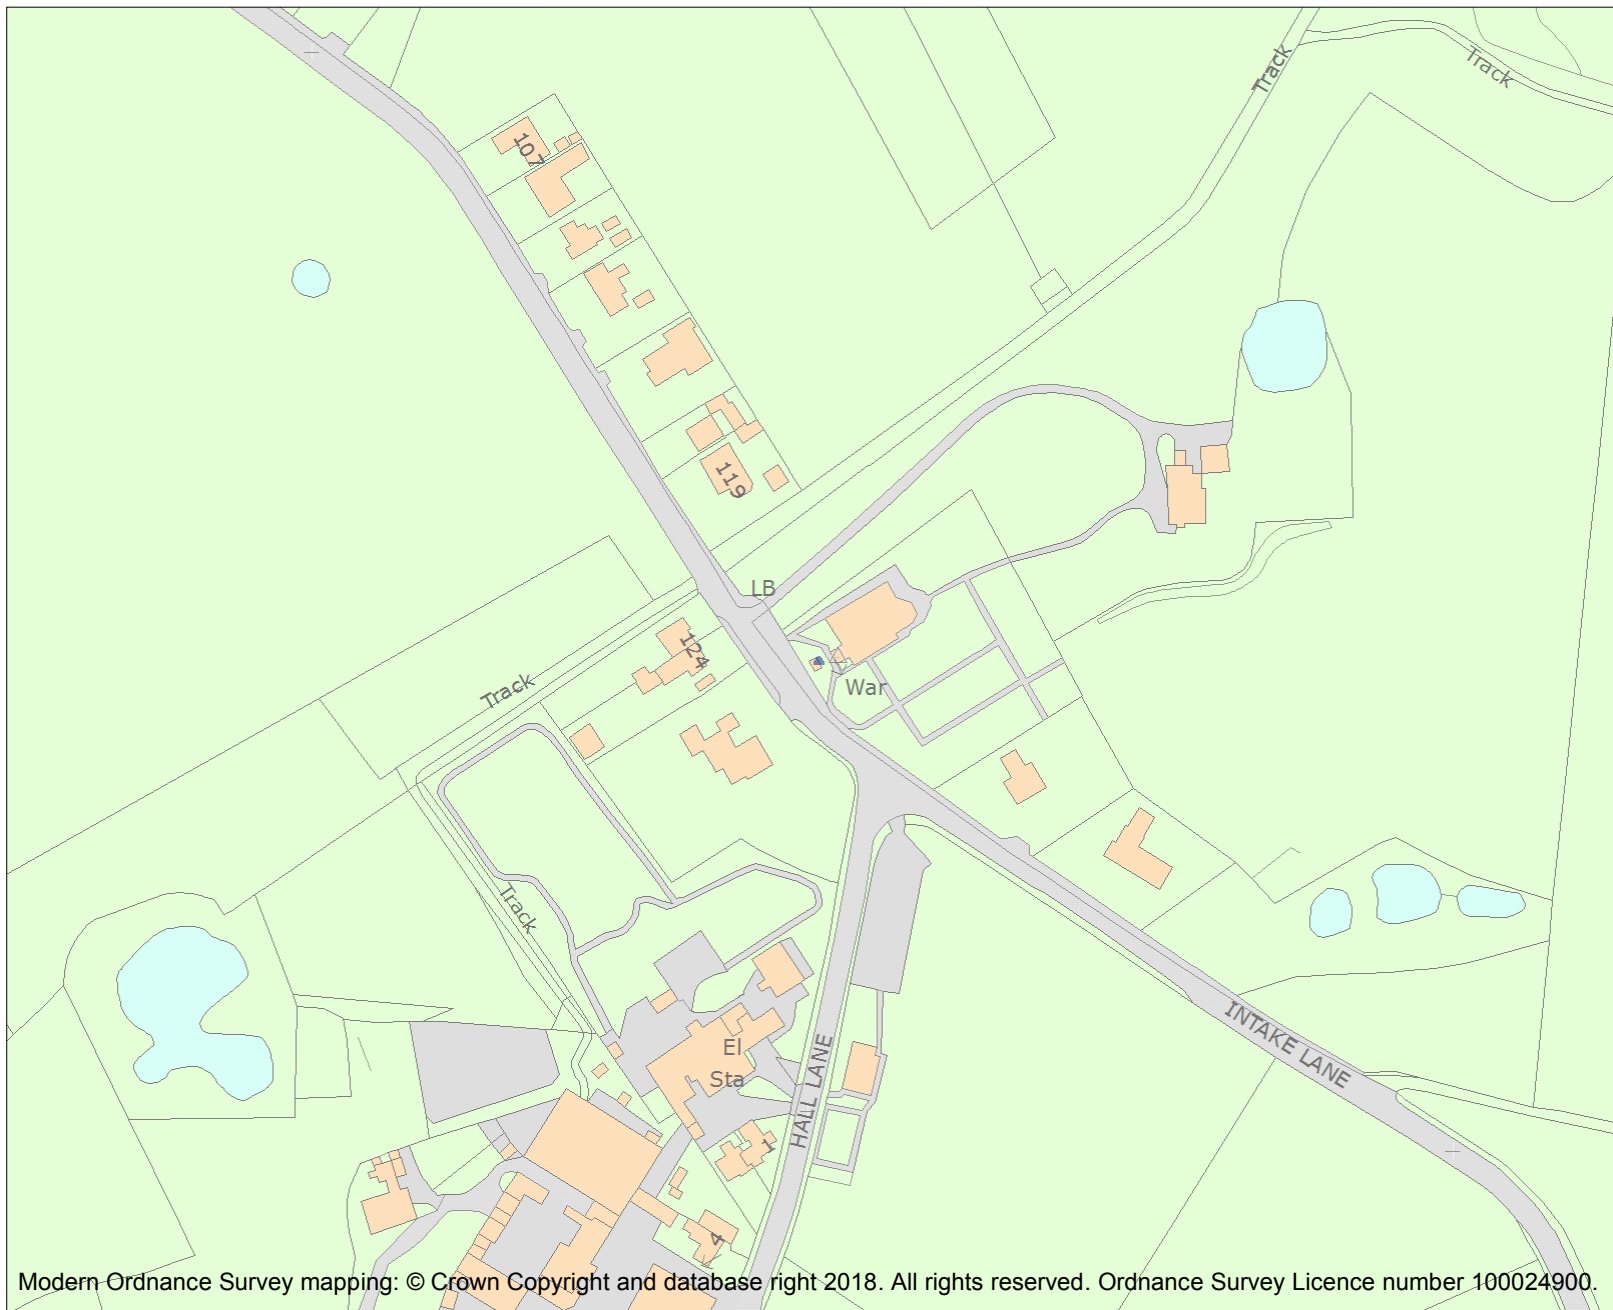 Track
Track
107
119
LB
124
War
Track
Track
INTAKE LANE
El
Sta
HALL LANE
1
4
Modern Ordnance Survey mapping: © Crown Copyright and database right 2018. All rights reserved. Ordnance Survey Licence number 100024900.